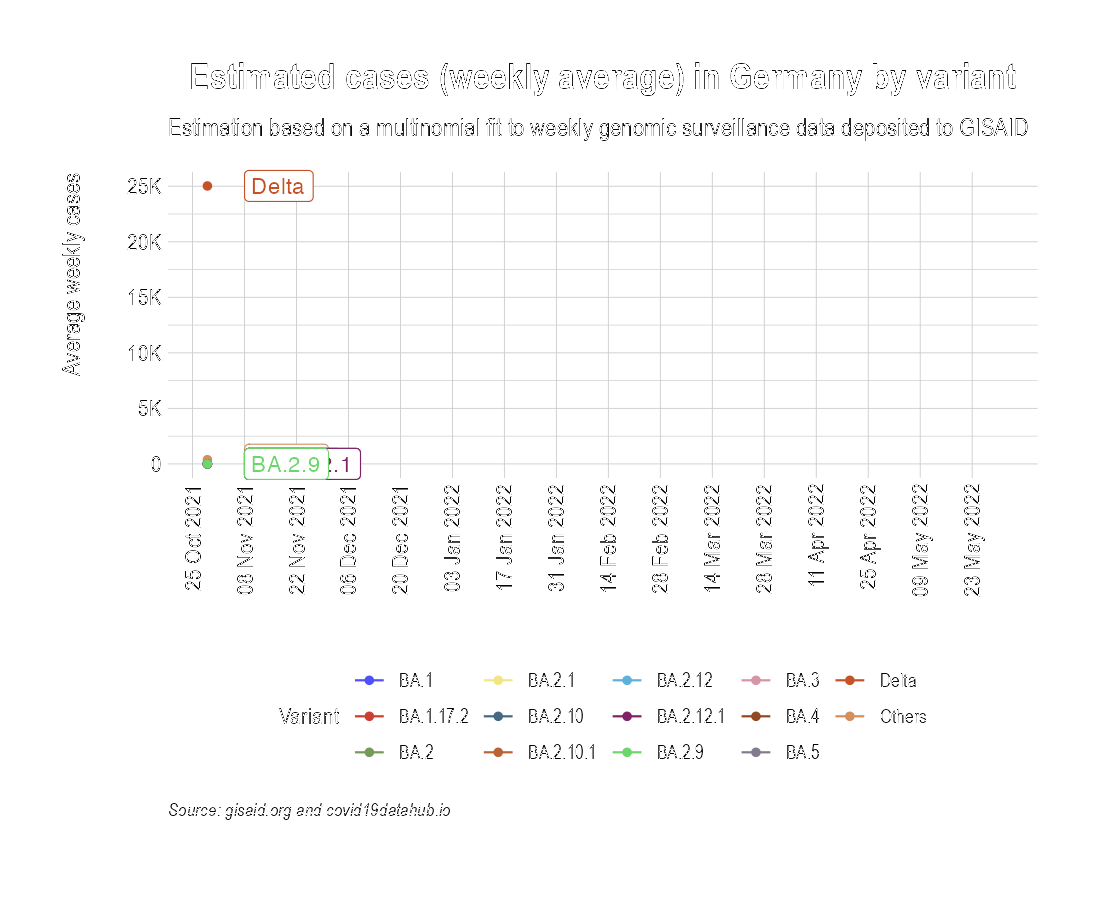 Estimated cases (weekly average) in Germany by variant
Estimation based on a multinomial fit to weekly genomic surveillance data deposited to GISAID
Average weekly cases
25K
20K
15K
10K
5K
0
Delta
BA.2.9
2.1
25 Oct 2021
08 Nov 2021
22 Nov 2021
06 Dec 2021
20 Dec 2021
03 Jan 2022
17 Jan 2022
31 Jan 2022
14 Feb 2022
28 Feb 2022
14 Mar 2022
28 Mar 2022
11 Apr 2022
25 Apr 2022
09 May 2022
23 May 2022
Variant
BA.1
BA.2.1
BA.2.12
BA.3
Delta
BA.1.17.2
BA.2.10
BA.2.12.1
BA.4
Others
BA.2
BA.2.10.1
BA.2.9
BA.5
Source: gisaid.org and covid19datahub.io